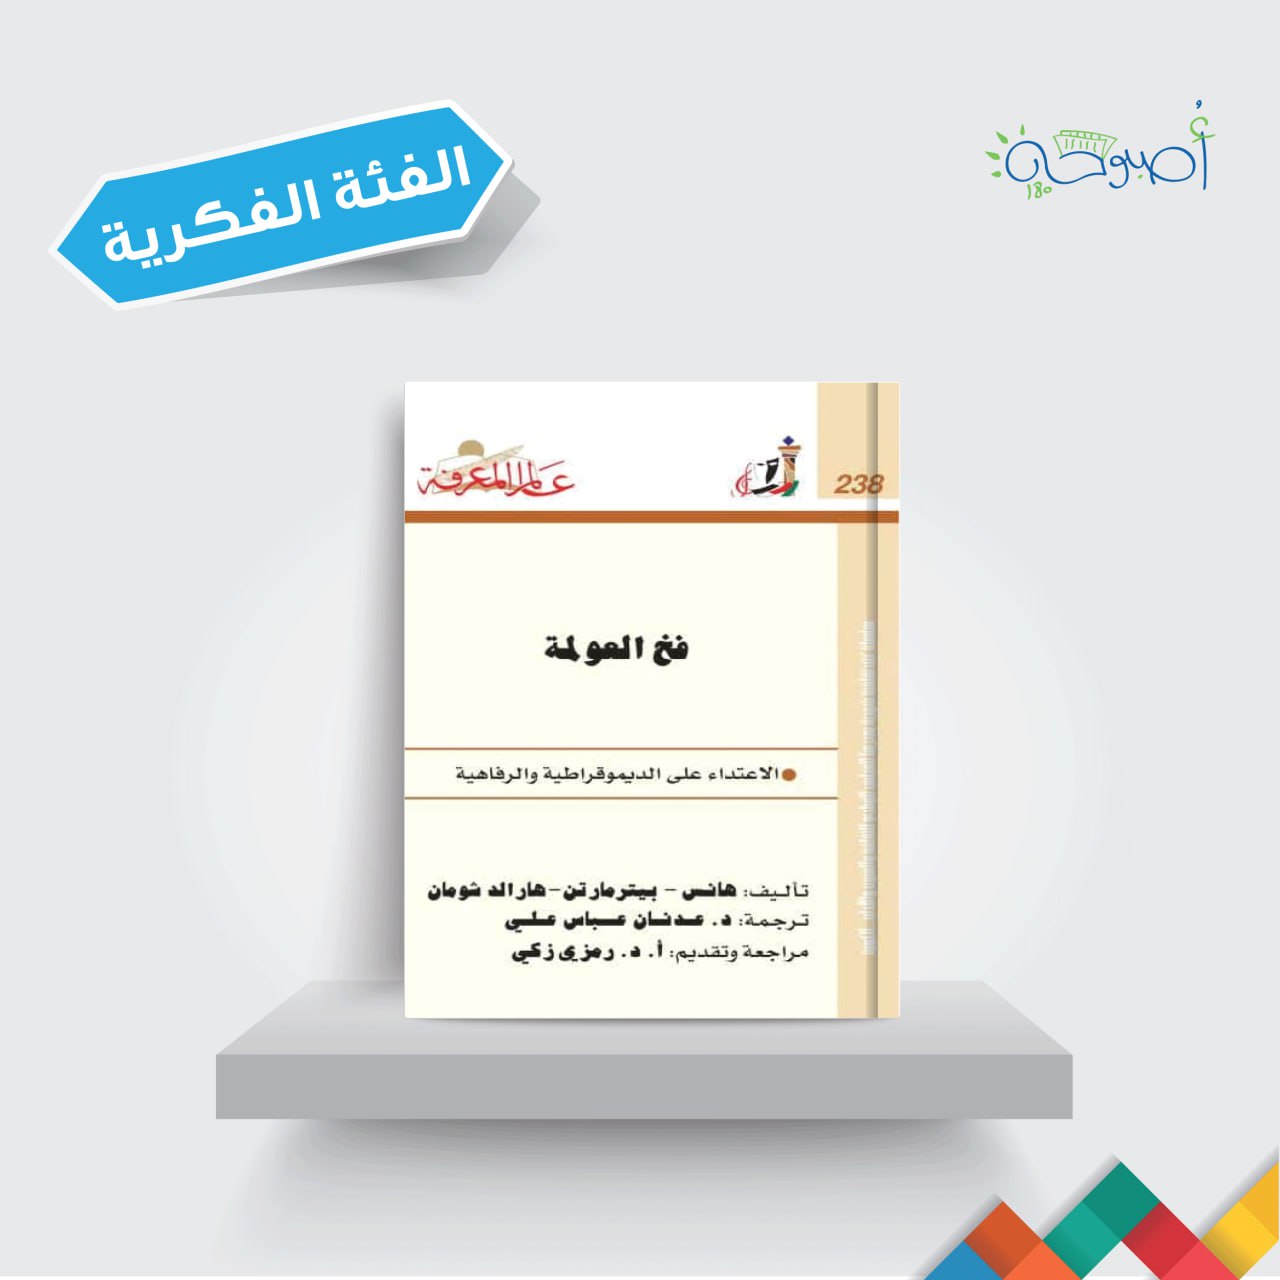 أصبوحة
١٨٠
الفئة الفكرية
عالم المعرفة
238
فخ العولمة
الاعتداء على الديموقراطية والرفاهية
تأليف: هانس - بيترمارتن-هارالد شومان
ترجمة: د. عدنان عباس علي
مراجعة وتقديم: أ. د. رمزي زكي